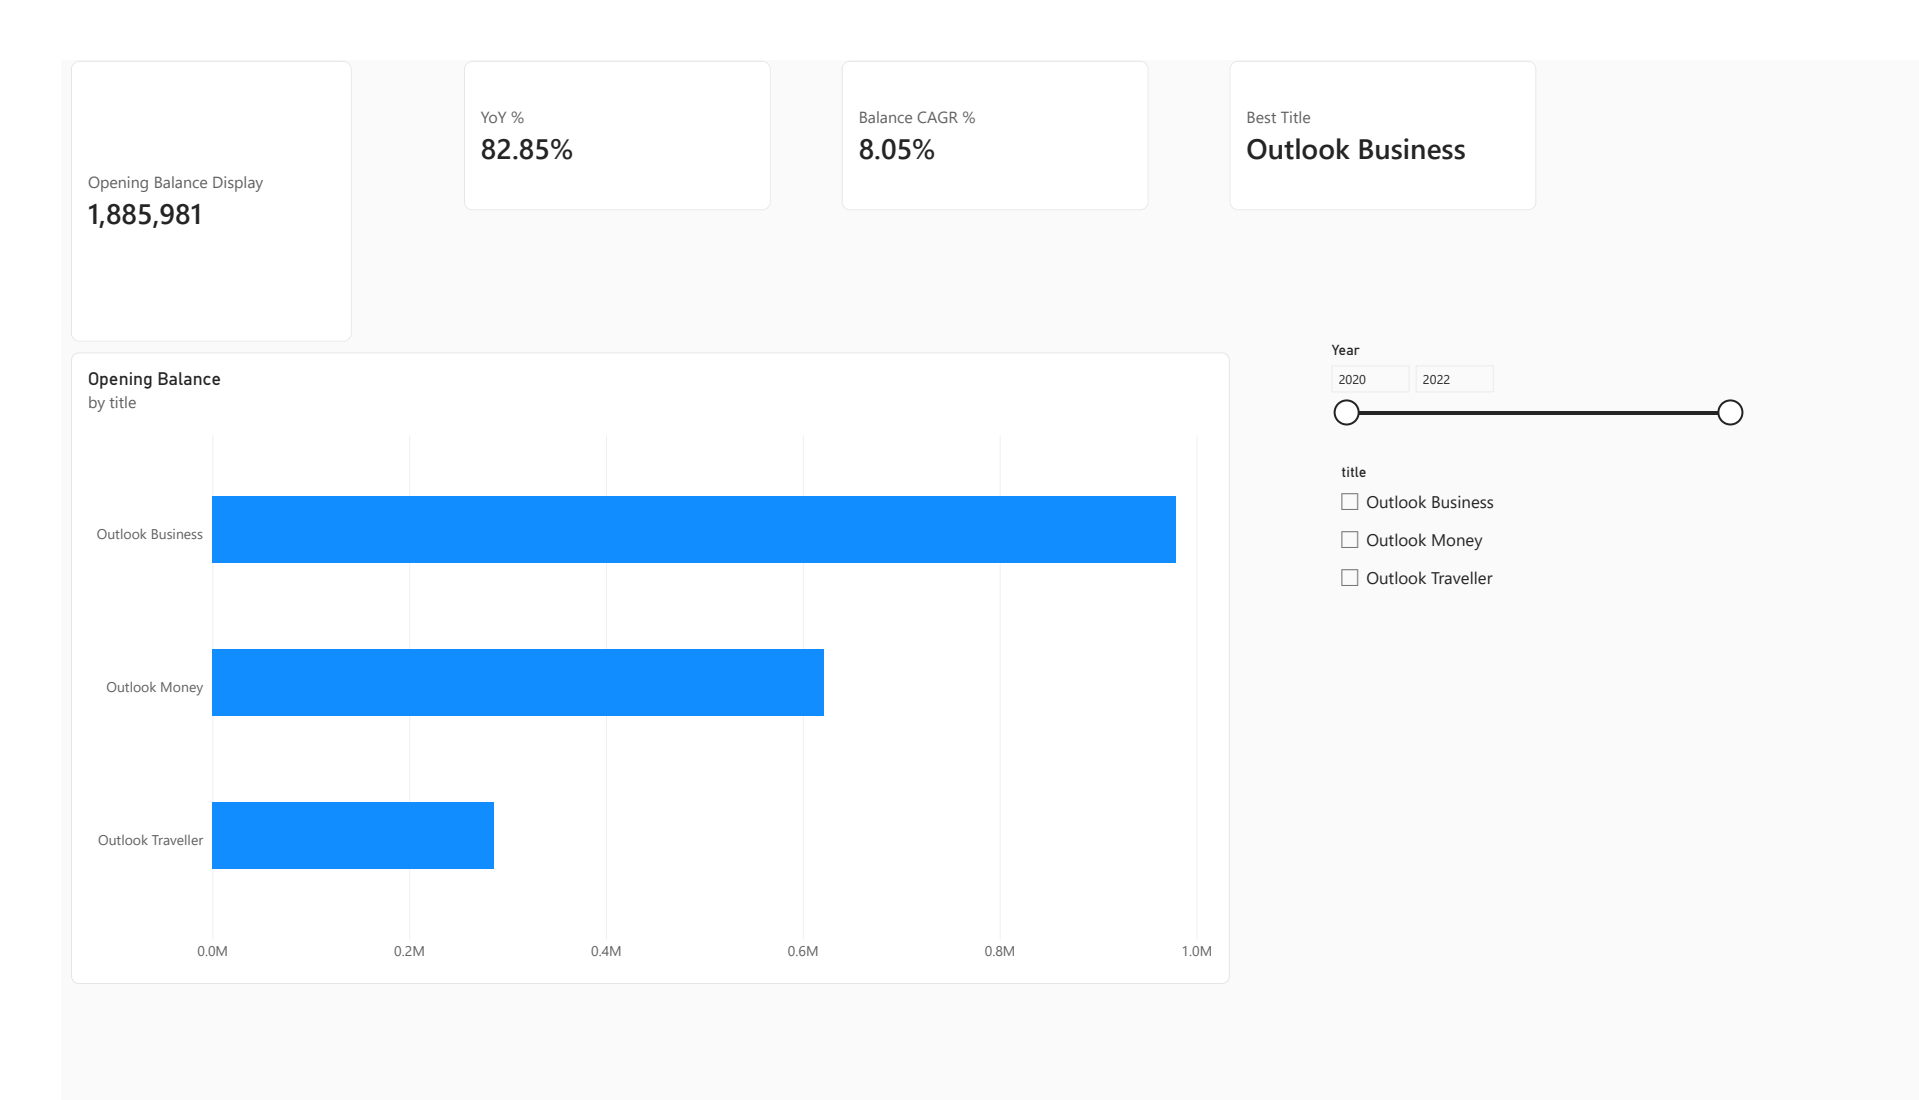 YoY %
82.85%
Balance CAGR %
8.05%
Best Title
Outlook Business
Opening Balance Display
1,885,981
Opening Balance
by title
Outlook Business
Outlook Money
Outlook Traveller
0.0M 0.2M 0.4M 0.6M 0.8M 1.0M
Year
2020 2022
title
Outlook Business
Outlook Money
Outlook Traveller